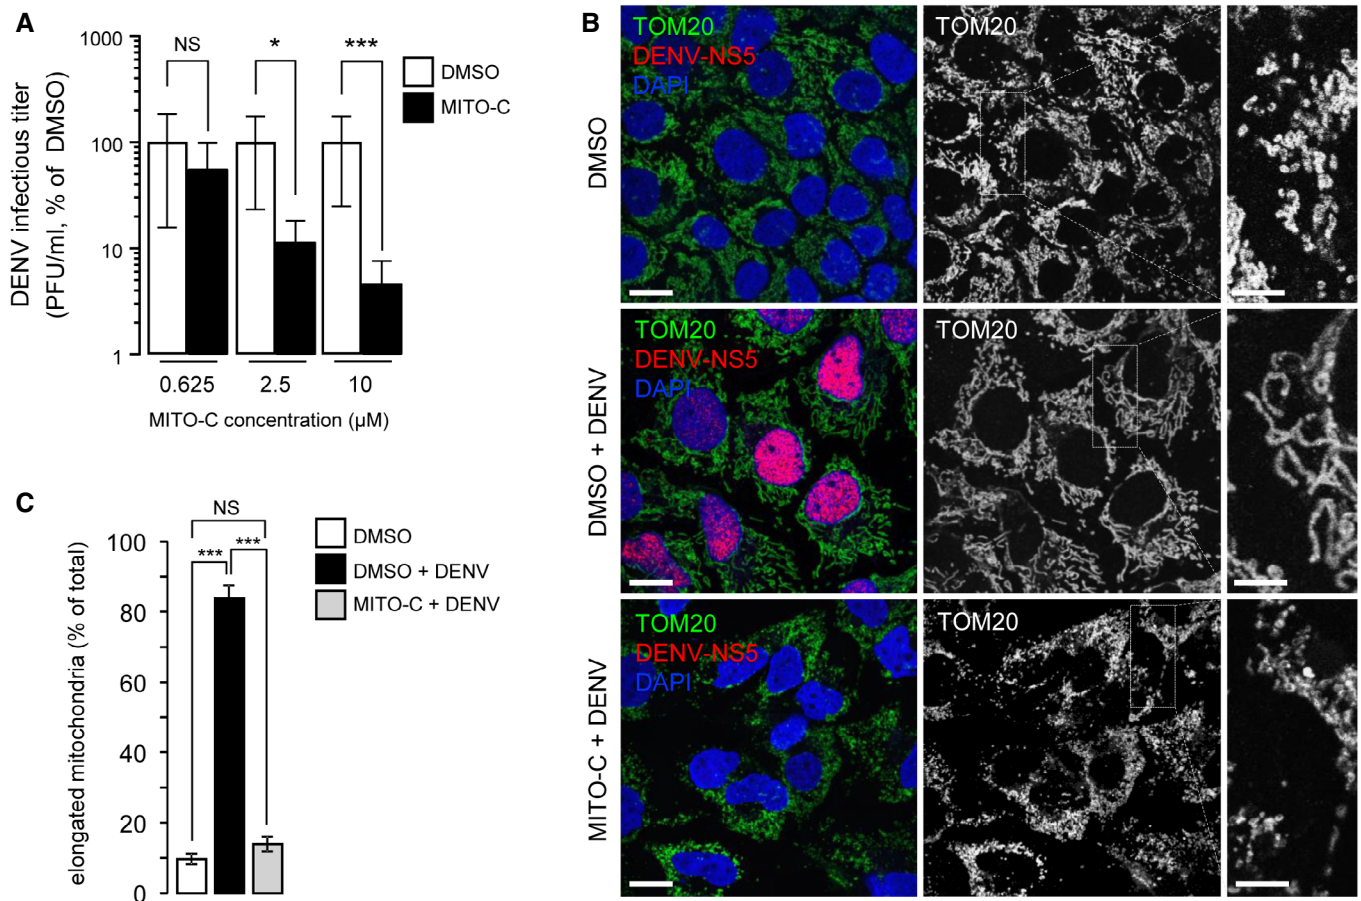 A
DENV infectious titer
(PFU/ml, % of DMSO)
1000
100
10
1
NS
*
***
DMSO
MITO-C
0.625
2.5
10
MITO-C concentration (µM)
B
DMSO
TOM20
DENV-NS5
DAPI
TOM20
DMSO + DENV
TOM20
DENV-NS5
DAPI
TOM20
MITO-C + DENV
TOM20
DENV-NS5
DAPI
TOM20
C
elongated mitochondria (% of total)
100
80
60
40
20
0
NS
***
***
DMSO
DMSO + DENV
MITO-C + DENV